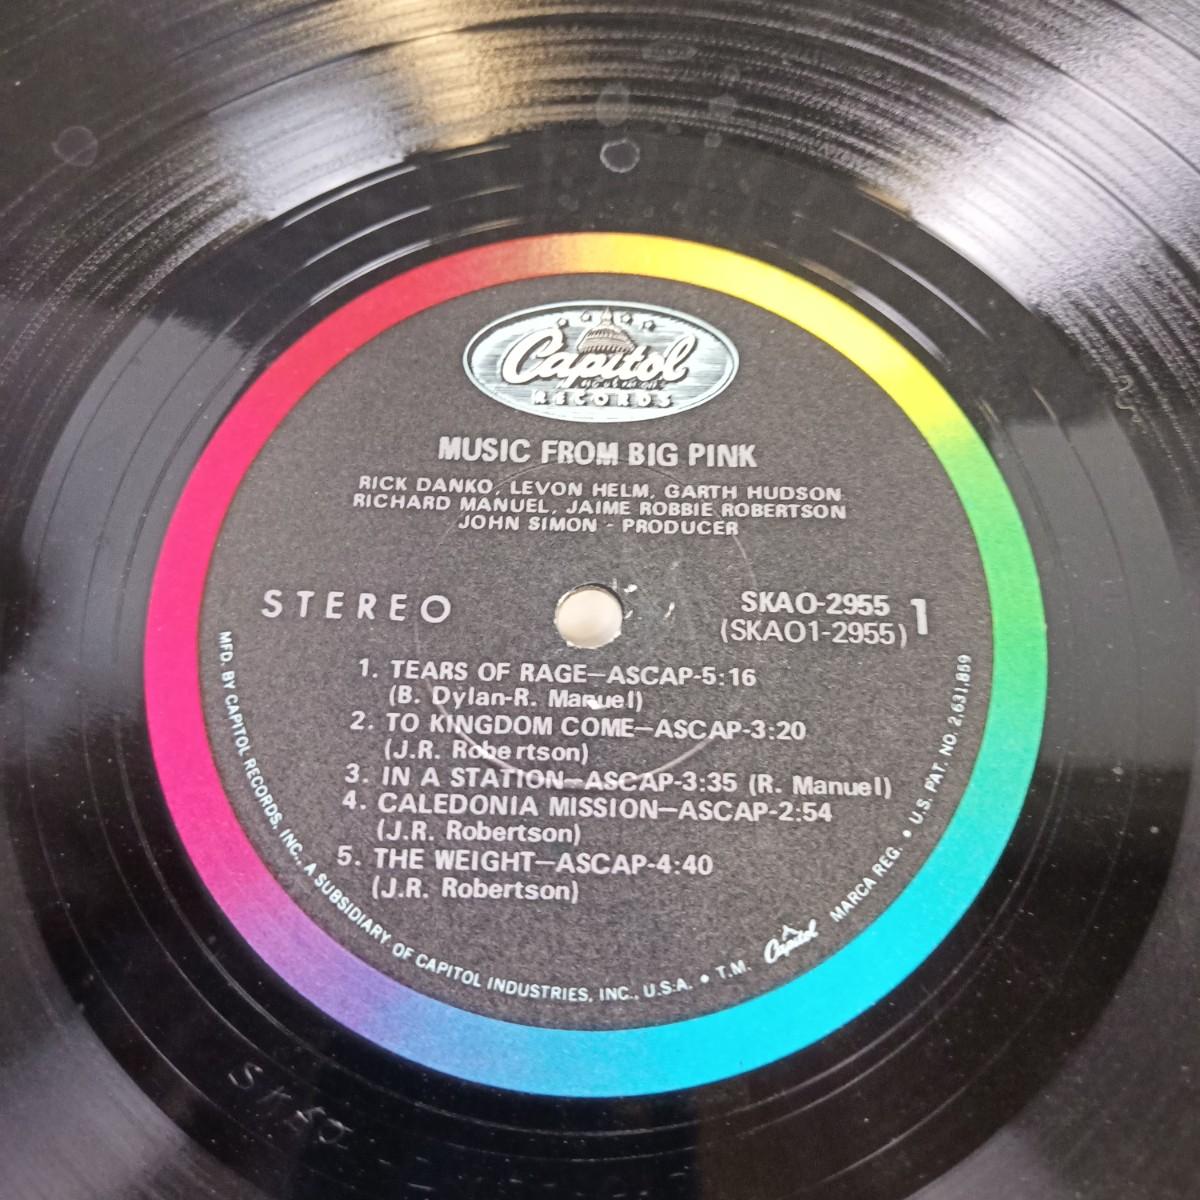 Capitol
RECORDS
MUSIC FROM BIG PINK
RICK DANKO, LEVON HELM, GARTH HUDSON
RICHARD MANUEL, JAIME ROBBIE ROBERTSON
JOHN SIMON - PRODUCER
STEREO
SKAO-2955
(SKAO1-2955)
1
1. TEARS OF RAGE—ASCAP-5:16
(B. Dylan-R. Manuel)
2. TO KINGDOM COME—ASCAP-3:20
(J.R. Robertson)
3. IN A STATION—ASCAP-3:35 (R. Manuel)
4. CALEDONIA MISSION—ASCAP-2:54
(J.R. Robertson)
5. THE WEIGHT—ASCAP-4:40
(J.R. Robertson)
MFD. BY CAPITOL RECORDS, INC., A SUBSIDIARY OF CAPITOL INDUSTRIES, INC., U.S.A. • T.M. Capitol MARCA REG. • U.S. PAT. NO. 2,631,859